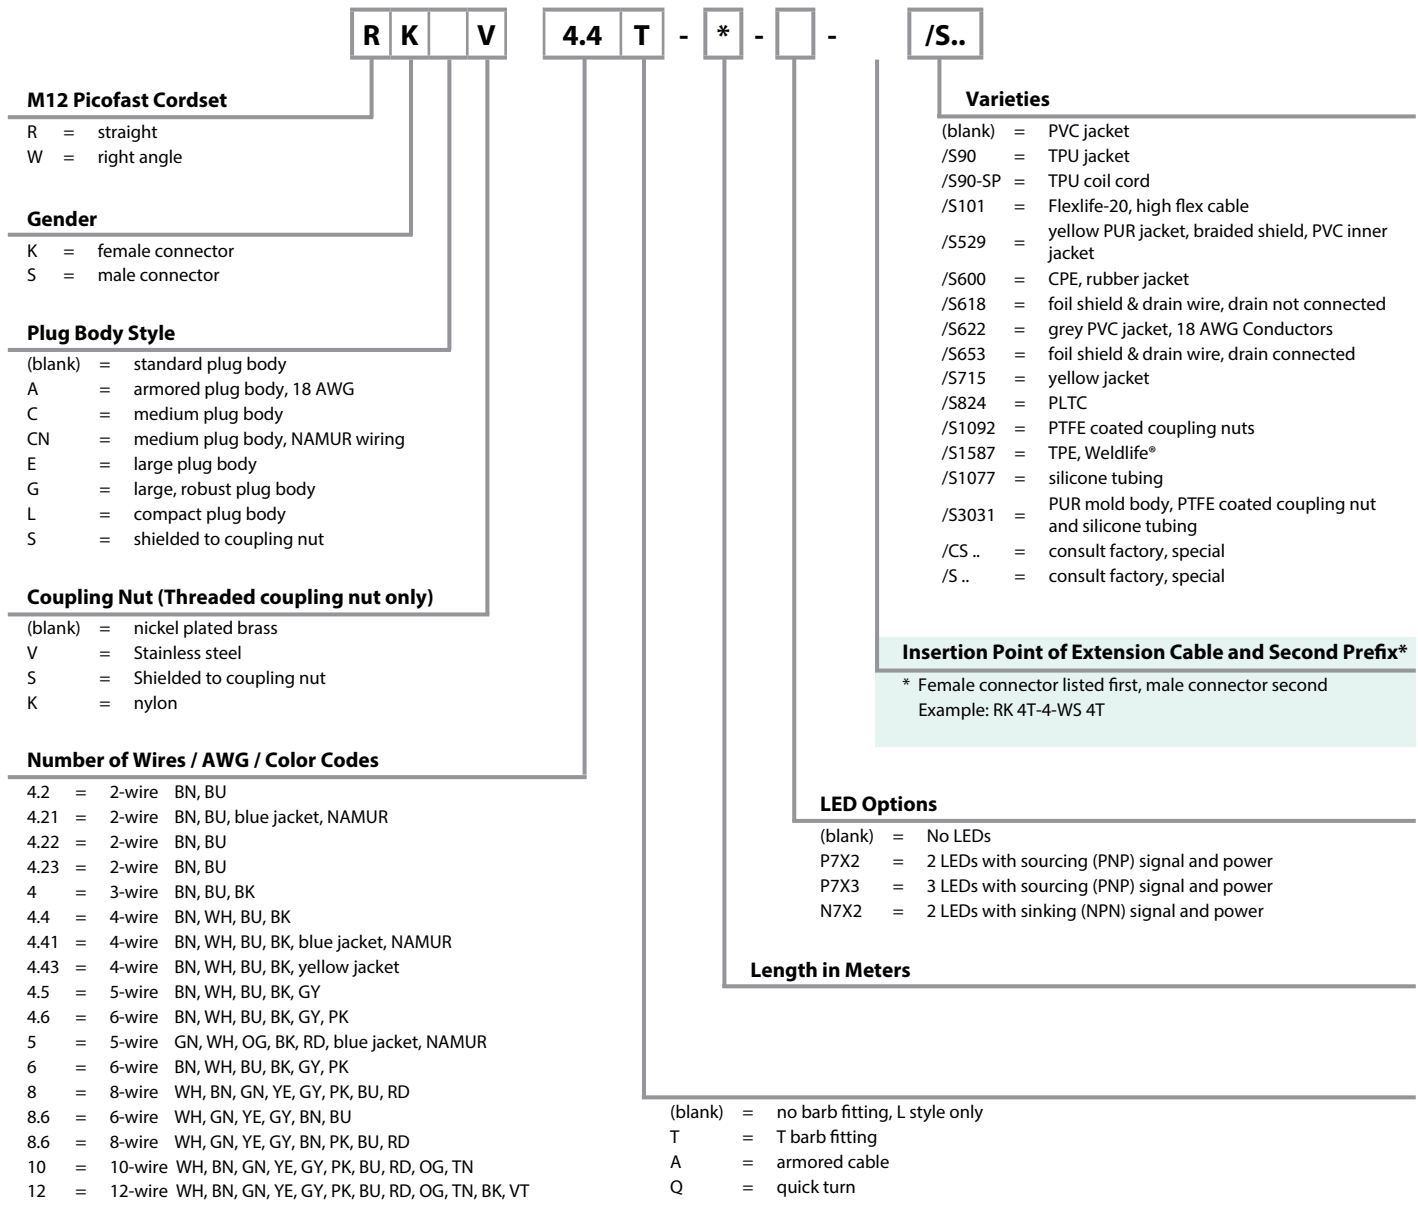 R K V 4.4 T - * - - /S..
M12 Picofast Cordset
R = straight
W = right angle
Gender
K = female connector
S = male connector
Plug Body Style
(blank) = standard plug body
A = armored plug body, 18 AWG
C = medium plug body
CN = medium plug body, NAMUR wiring
E = large plug body
G = large, robust plug body
L = compact plug body
S = shielded to coupling nut
Coupling Nut (Threaded coupling nut only)
(blank) = nickel plated brass
V = Stainless steel
S = Shielded to coupling nut
K = nylon
Number of Wires / AWG / Color Codes
4.2 = 2-wire BN, BU
4.21 = 2-wire BN, BU, blue jacket, NAMUR
4.22 = 2-wire BN, BU
4.23 = 2-wire BN, BU
4 = 3-wire BN, BU, BK
4.4 = 4-wire BN, WH, BU, BK
4.41 = 4-wire BN, WH, BU, BK, blue jacket, NAMUR
4.43 = 4-wire BN, WH, BU, BK, yellow jacket
4.5 = 5-wire BN, WH, BU, BK, GY
4.6 = 6-wire BN, WH, BU, BK, GY, PK
5 = 5-wire GN, WH, OG, BK, RD, blue jacket, NAMUR
6 = 6-wire BN, WH, BU, BK, GY, PK
8 = 8-wire WH, BN, GN, YE, GY, PK, BU, RD
8.6 = 6-wire WH, GN, YE, GY, BN, BU
8.6 = 8-wire WH, GN, YE, GY, BN, PK, BU, RD
10 = 10-wire WH, BN, GN, YE, GY, PK, BU, RD, OG, TN
12 = 12-wire WH, BN, GN, YE, GY, PK, BU, RD, OG, TN, BK, VT
Varieties
(blank) = PVC jacket
/S90 = TPU jacket
/S90-SP = TPU coil cord
/S101 = Flexlife-20, high flex cable
/S529 = yellow PUR jacket, braided shield, PVC inner
jacket
/S600 = CPE, rubber jacket
/S618 = foil shield & drain wire, drain not connected
/S622 = grey PVC jacket, 18 AWG Conductors
/S653 = foil shield & drain wire, drain connected
/S715 = yellow jacket
/S824 = PLTC
/S1092 = PTFE coated coupling nuts
/S1587 = TPE, Weldlife®
/S1077 = silicone tubing
/S3031 = PUR mold body, PTFE coated coupling nut
and silicone tubing
/CS .. = consult factory, special
/S .. = consult factory, special
Insertion Point of Extension Cable and Second Prefix*
* Female connector listed first, male connector second
Example: RK 4T-4-WS 4T
LED Options
(blank) = No LEDs
P7X2 = 2 LEDs with sourcing (PNP) signal and power
P7X3 = 3 LEDs with sourcing (PNP) signal and power
N7X2 = 2 LEDs with sinking (NPN) signal and power
Length in Meters
(blank) = no barb fitting, L style only
T = T barb fitting
A = armored cable
Q = quick turn